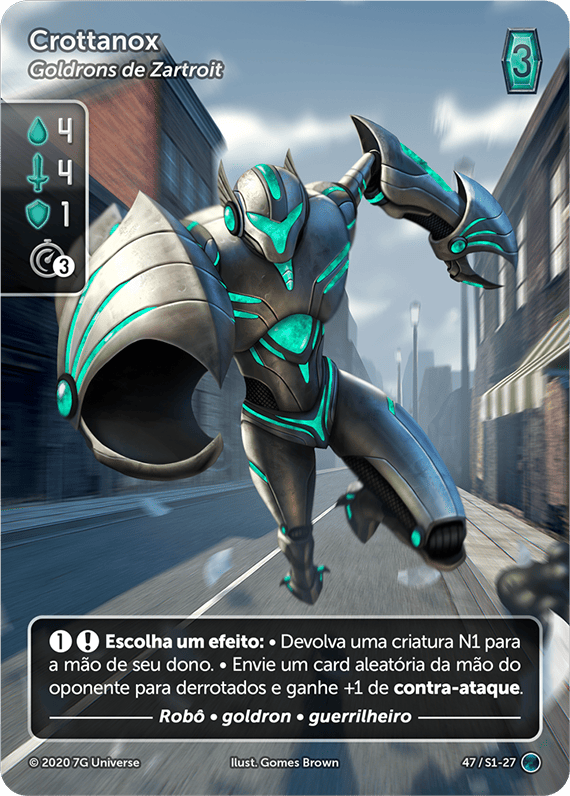 Crottanox
3
Goldrons de Zartroit
4
4
1
3
1 ! Escolha um efeito: • Devolva uma criatura N1 para
a mão de seu dono. • Envie um card aleatória da mão do
oponente para derrotados e ganhe +1 de contra-ataque.
Robô • goldron • guerrilheiro
© 2020 7G Universe Ilust. Gomes Brown 47 / S1-27